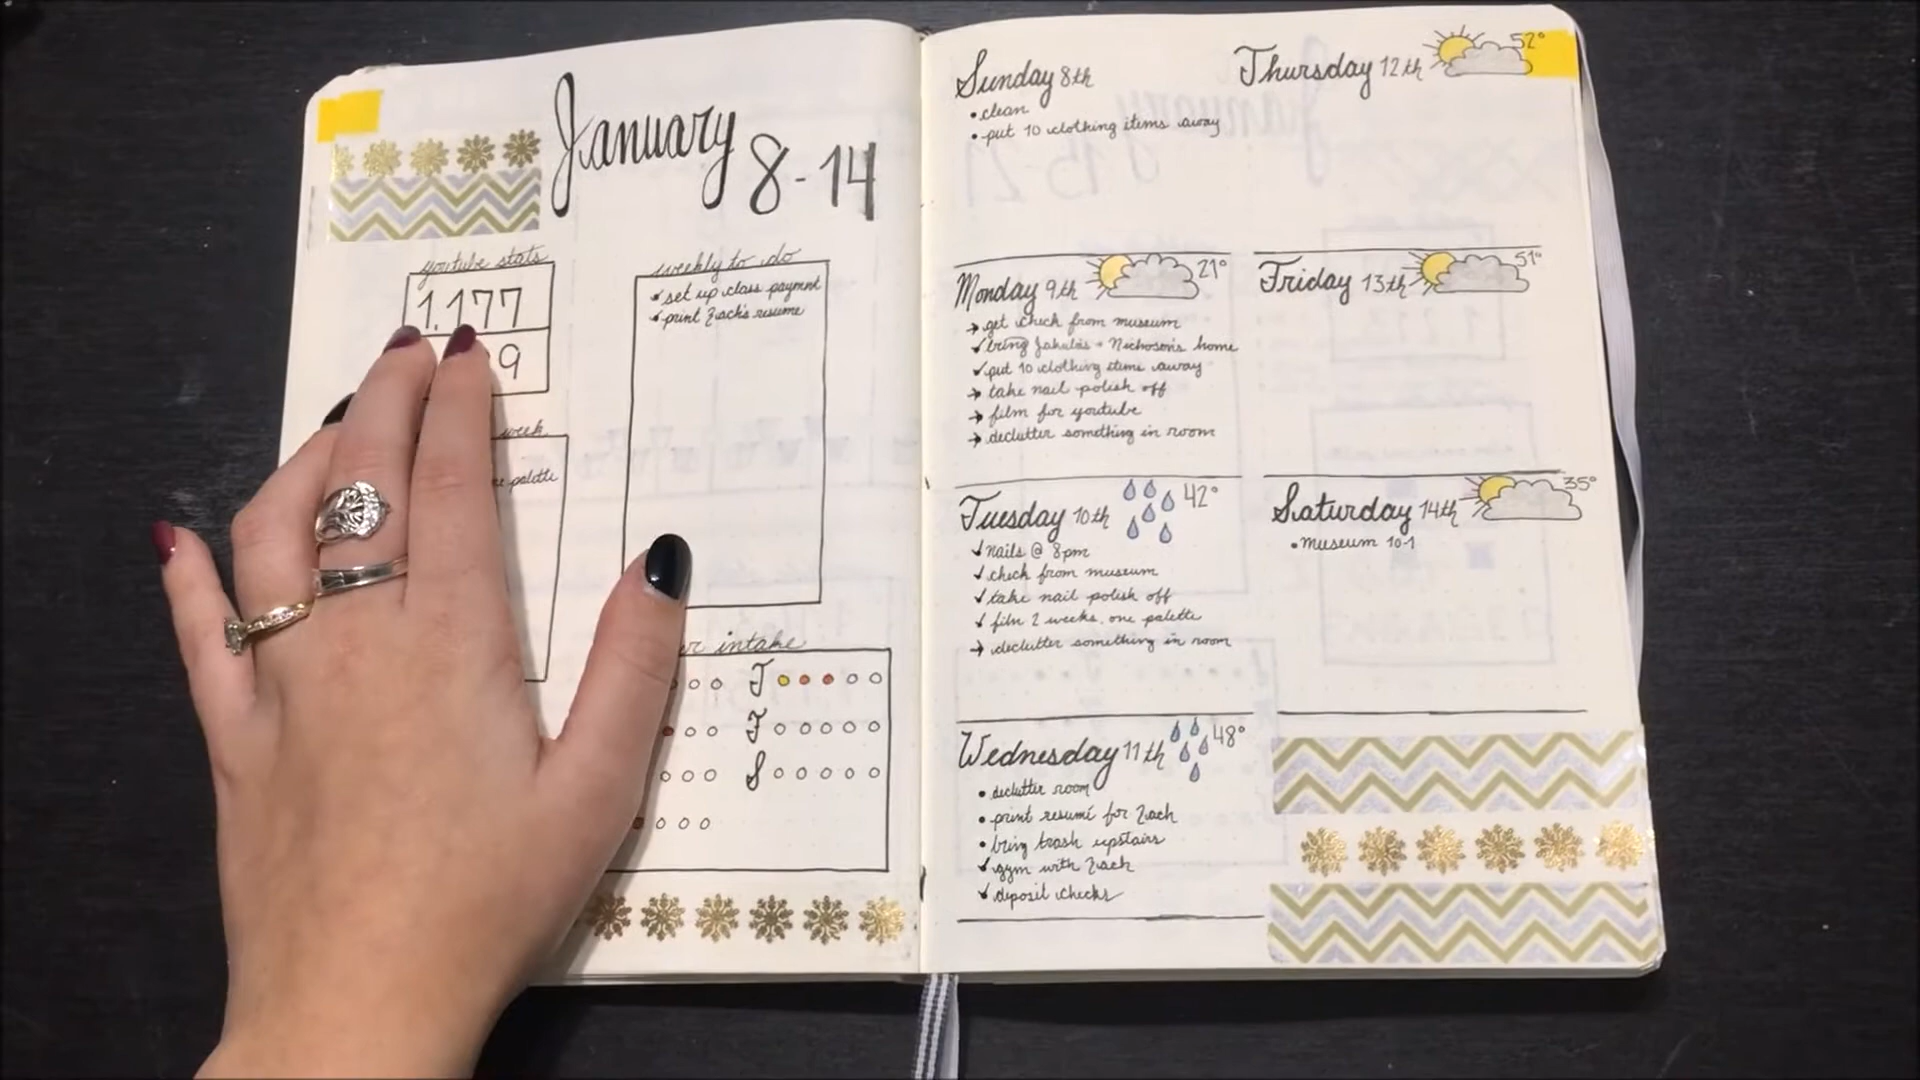 January
8-14
youtube stats
1,177
9
week
palette
weekly to do
set up class payment
print Zach's resume
intake
T
F
S
Sunday 8th
• clean
• put 10 clothing items away
Monday 9th 21°
→ get check from museum
✓ bring Nichoson's home
✓ put 10 clothing items away
→ take nail polish off
→ film for youtube
→ declutter something in room
Tuesday 10th 42°
✓ nails @ 8pm
✓ check from museum
✓ take nail polish off
✓ film 2 weeks, one palette
→ declutter something in room
Wednesday 11th 48°
• declutter room
• print resumé for Zach
• bring trash upstairs
✓ gym with Zach
✓ deposit checks
Thursday 12th 52°
Friday 13th 51°
Saturday 14th 35°
• museum 10-1